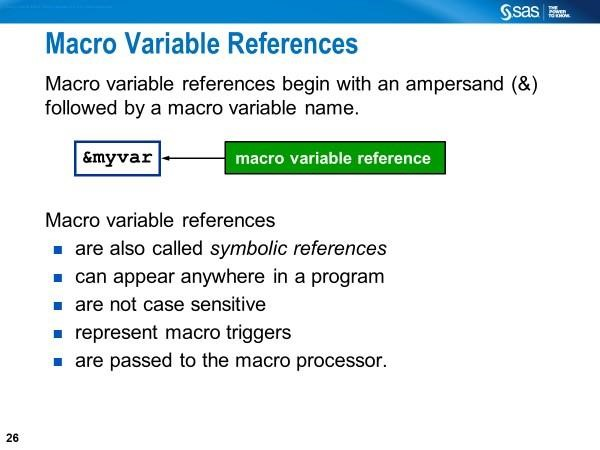 sas THE
POWER
TO KNOW.
Macro Variable References
Macro variable references begin with an ampersand (&)
followed by a macro variable name.
&myvar macro variable reference
Macro variable references
■ are also called symbolic references
■ can appear anywhere in a program
■ are not case sensitive
■ represent macro triggers
■ are passed to the macro processor.
26